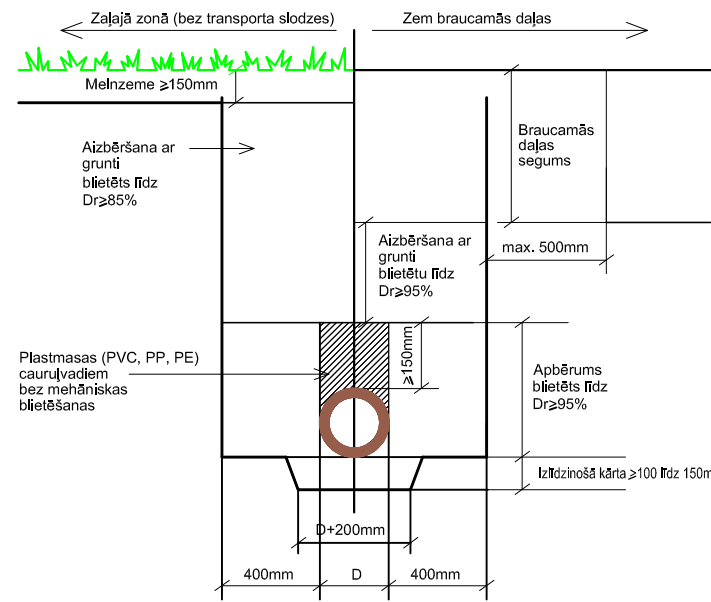 Zaļajā zonā (bez transporta slodzes)
Zem braucamās daļas
Melnzeme ≥150mm
Aizbēršana ar
grunti
blietēts līdz
Dr≥85%
Braucamās
daļas
segums
Aizbēršana ar
grunti
blietētu līdz
Dr≥95%
max. 500mm
≥150mm
Plastmasas (PVC, PP, PE)
cauruļvadiem
bez mehāniskas
blietēšanas
Apbērums
blietēts līdz
Dr≥95%
Izlīdzinošā kārta ≥100 līdz 150m
D+200mm
400mm
D
400mm